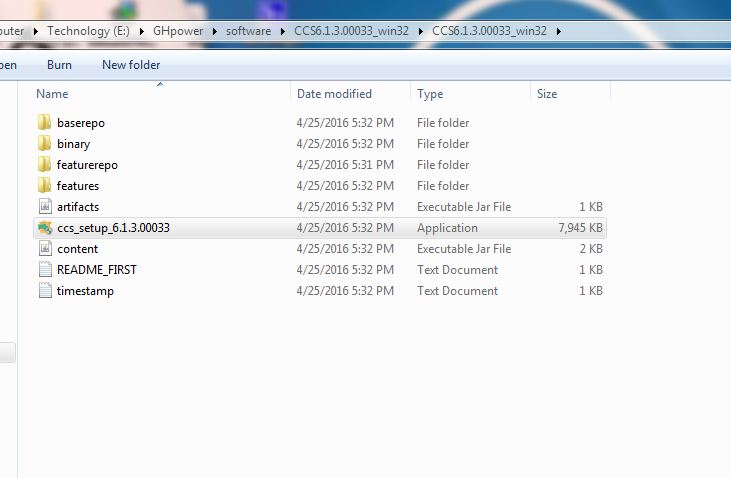 outer Technology (E:) GHpower software CCS6.1.3.00033_win32 CCS6.1.3.00033_win32
pen Burn New folder
Name Date modified Type Size
baserepo 4/25/2016 5:32 PM File folder
binary 4/25/2016 5:32 PM File folder
featurerepo 4/25/2016 5:31 PM File folder
features 4/25/2016 5:32 PM File folder
artifacts 4/25/2016 5:32 PM Executable Jar File 1 KB
ccs_setup_6.1.3.00033 4/25/2016 5:32 PM Application 7,945 KB
content 4/25/2016 5:32 PM Executable Jar File 2 KB
README_FIRST 4/25/2016 5:32 PM Text Document 1 KB
timestamp 4/25/2016 5:32 PM Text Document 1 KB